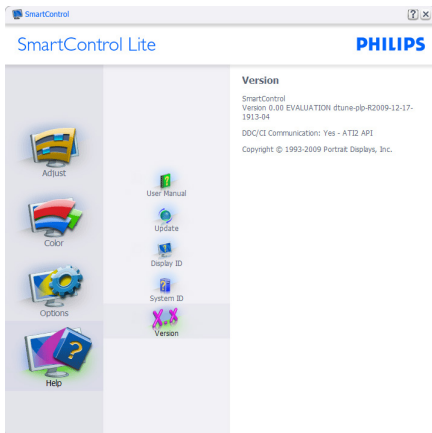 SmartControl
SmartControl Lite
PHILIPS
Adjust
Color
Options
Help
User Manual
Update
Display ID
System ID
X.X
Version
Version
SmartControl
Version 0.00 EVALUATION dtune-plp-R2009-12-17-
1913-04
DDC/CI Communication: Yes - ATI2 API
Copyright © 1993-2009 Portrait Displays, Inc.